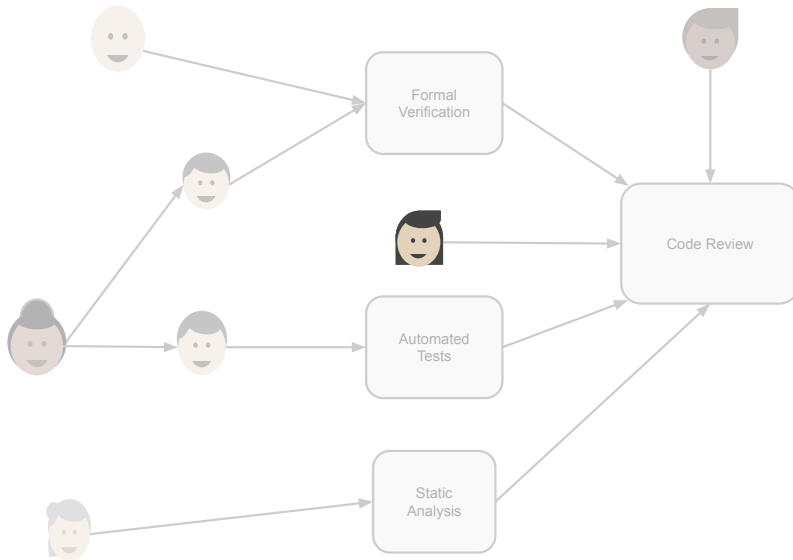 Formal
Verification
Code Review
Automated
Tests
Static
Analysis